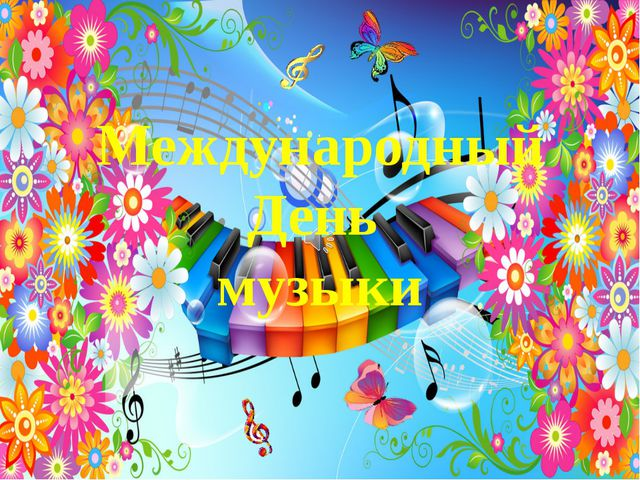 Международный
День
музыки